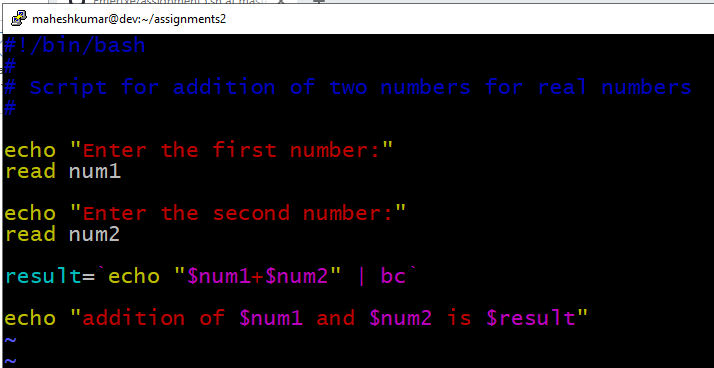 maheshkumar@dev:~/assignments2
#!/bin/bash
#
# Script for addition of two numbers for real numbers
#
echo "Enter the first number:"
read num1
echo "Enter the second number:"
read num2
result=`echo "$num1+$num2" | bc`
echo "addition of $num1 and $num2 is $result"
~
~